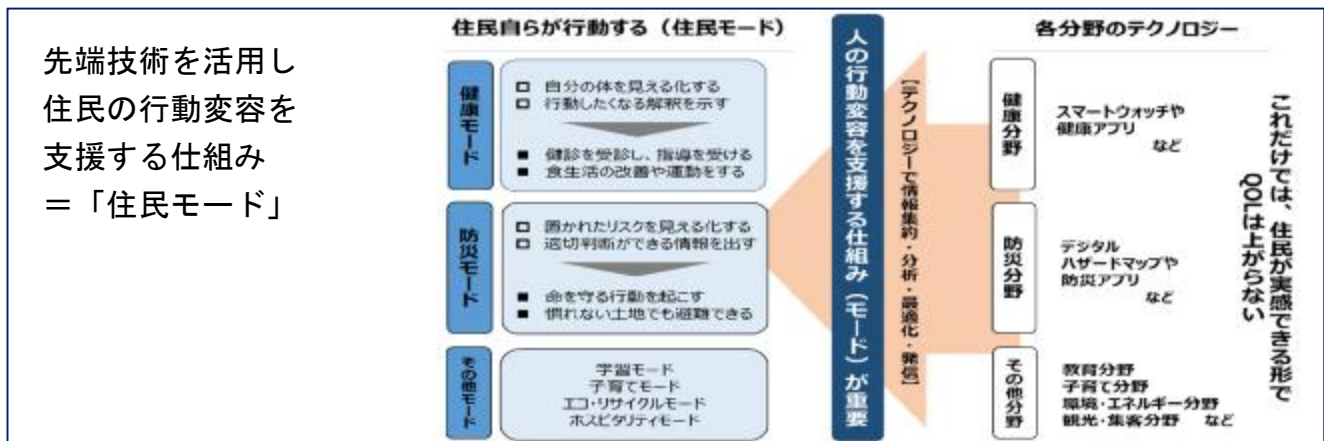 先端技術を活用し
住民の行動変容を
支援する仕組み
＝「住民モード」
住民自らが行動する（住民モード）
健康モード
□ 自分の体を見える化する
□ 行動したくなる解釈を示す
■ 健診を受診し、指導を受ける
■ 食生活の改善や運動をする
防災モード
□ 置かれたリスクを見える化する
□ 適切判断ができる情報を出す
■ 命を守る行動を起こす
■ 慣れない土地でも避難できる
その他モード
学習モード
子育てモード
エコ・リサイクルモード
ホスピタリティモード
人の行動変容を支援する仕組み（モード）が重要
【テクノロジーで情報集約・分析・最適化・発信】
各分野のテクノロジー
健康分野
スマートウォッチや
健康アプリ
など
防災分野
デジタル
ハザードマップや
防災アプリ
など
その他分野
教育分野
子育て分野
環境・エネルギー分野
観光・集客分野 など
これだけでは、住民が実感できる形で
QOLは上がらない